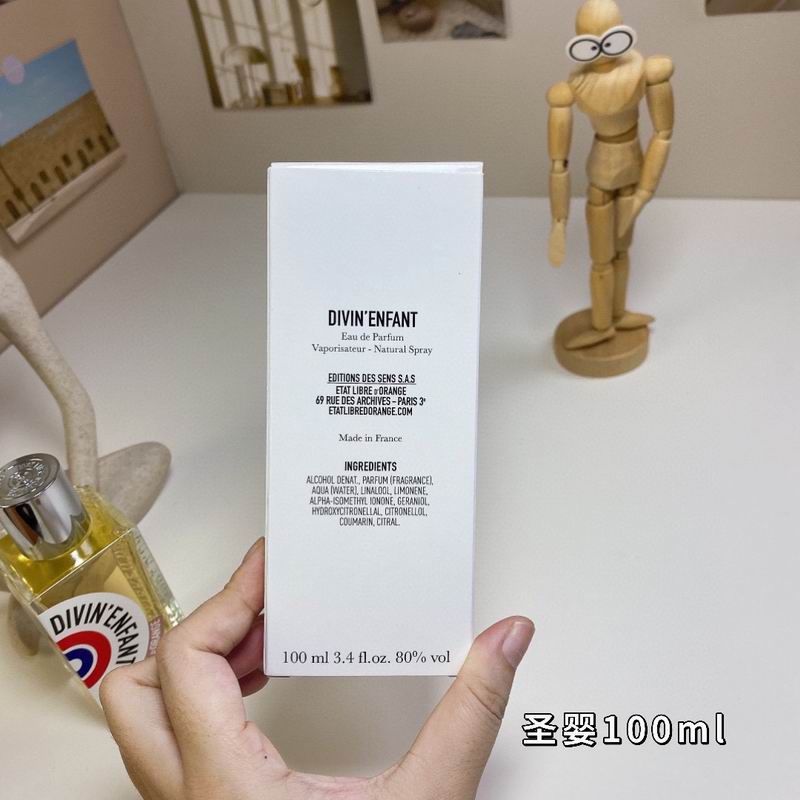 DIVIN'ENFANT
Eau de Parfum
Vaporisateur - Natural Spray
EDITIONS DES SENS S.A.S
ETAT LIBRE D'ORANGE
69 RUE DES ARCHIVES - PARIS 3e
ETATLIBREDORANGE.COM
Made in France
INGREDIENTS
ALCOHOL DENAT., PARFUM (FRAGRANCE),
AQUA (WATER), LINALOOL, LIMONENE,
ALPHA-ISOMETHYL IONONE, GERANIOL,
HYDROXYCITRONELLAL, CITRONELLOL,
COUMARIN, CITRAL.
100 ml 3.4 fl.oz. 80% vol
DIVIN'ENFANT
圣婴100ml